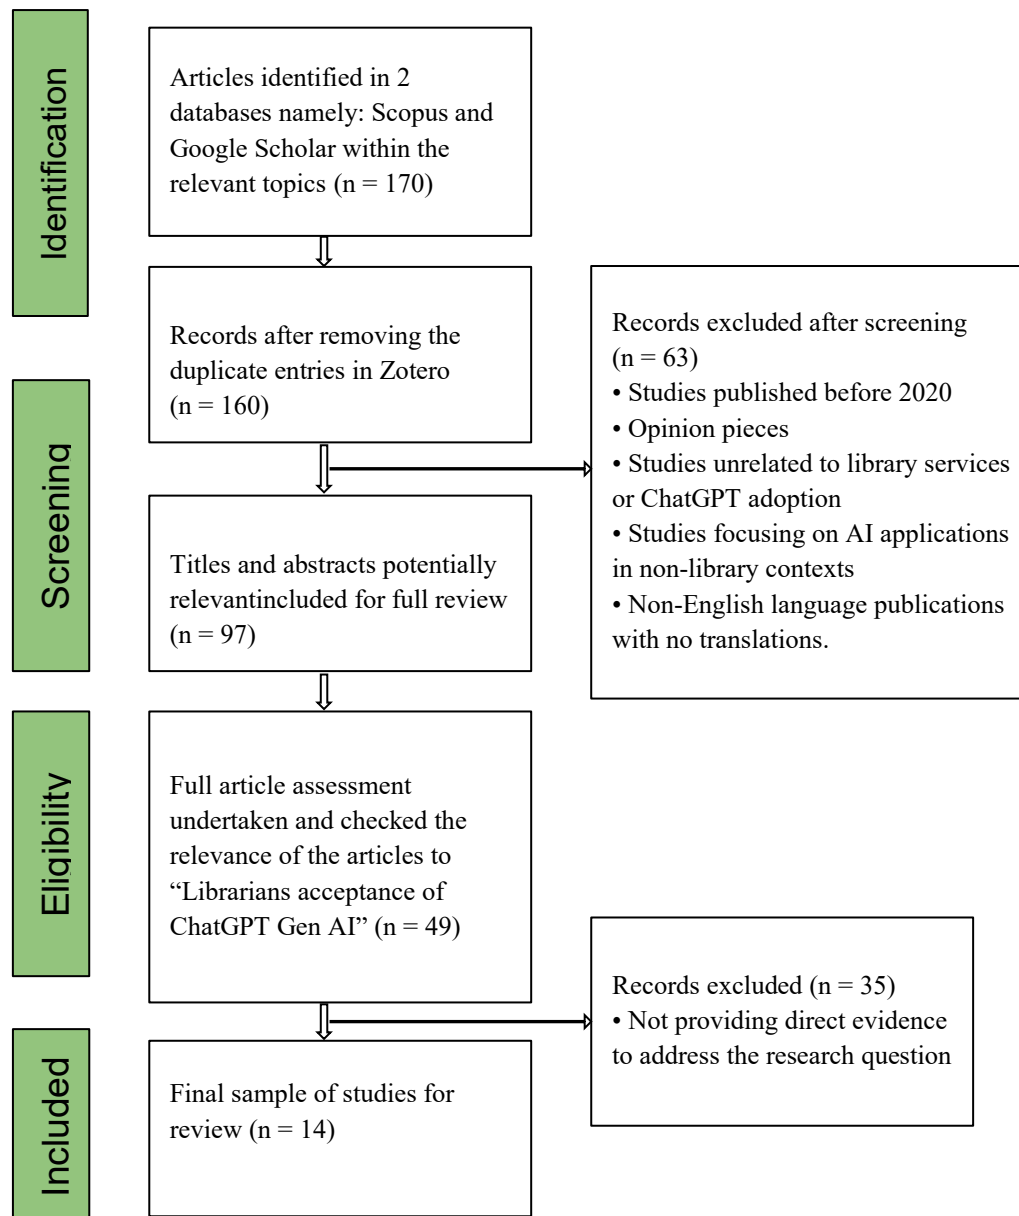 Identification
Articles identified in 2
databases namely: Scopus and
Google Scholar within the
relevant topics (n = 170)
Records after removing the
duplicate entries in Zotero
(n = 160)
Records excluded after screening
(n = 63)
• Studies published before 2020
• Opinion pieces
• Studies unrelated to library services
or ChatGPT adoption
• Studies focusing on AI applications
in non-library contexts
• Non-English language publications
with no translations.
Screening
Titles and abstracts potentially
relevantincluded for full review
(n = 97)
Eligibility
Full article assessment
undertaken and checked the
relevance of the articles to
“Librarians acceptance of
ChatGPT Gen AI” (n = 49)
Records excluded (n = 35)
• Not providing direct evidence
to address the research question
Included
Final sample of studies for
review (n = 14)